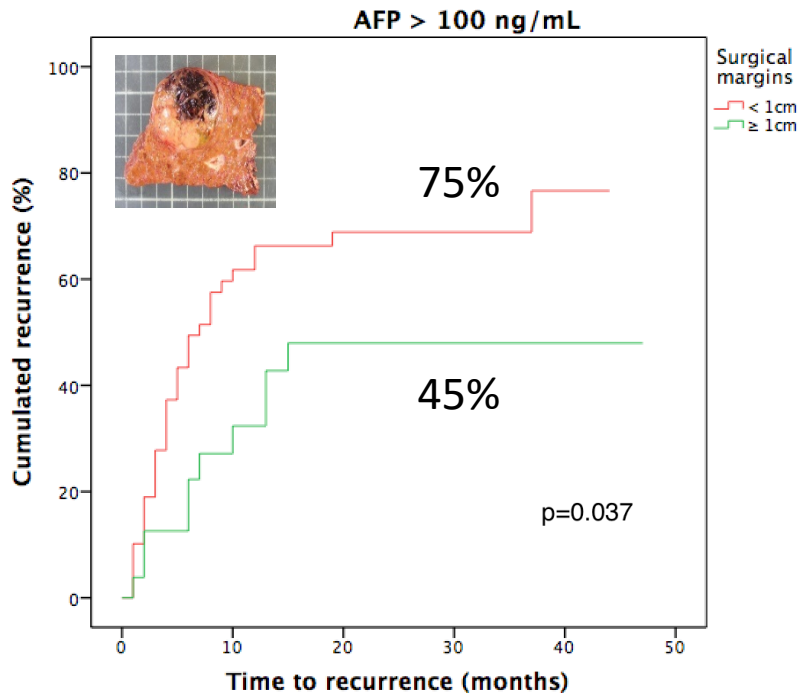 AFP > 100 ng/mL
Surgical
margins
< 1cm
≥ 1cm
Cumulated recurrence (%)
100
80
60
40
20
0
75%
45%
p=0.037
0 10 20 30 40 50
Time to recurrence (months)